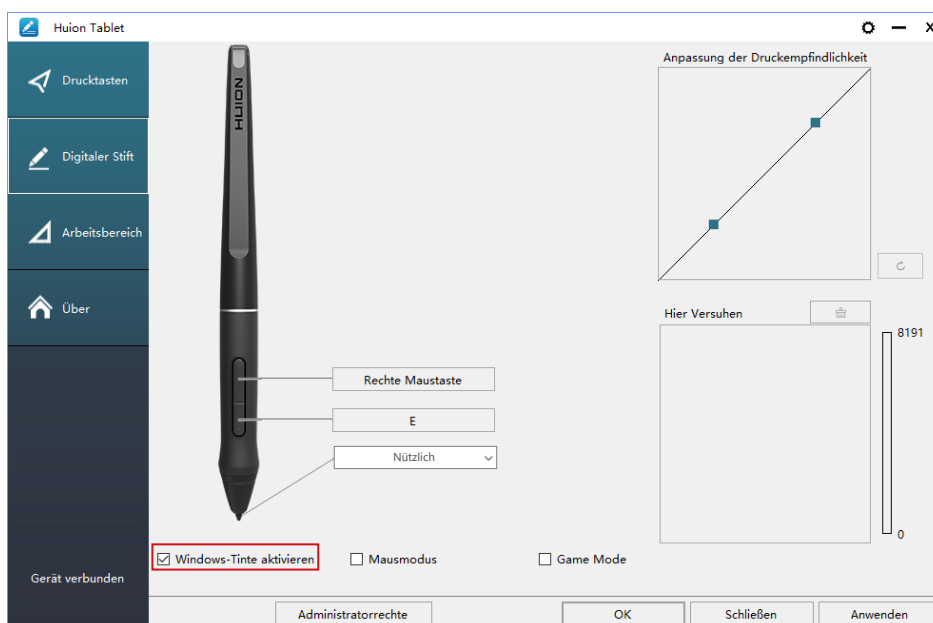 Huion Tablet
X
Drucktasten
Digitaler Stift
Arbeitsbereich
Über
Gerät verbunden
HUION
Rechte Maustaste
E
Nützlich
Anpassung der Druckempfindlichkeit
Hier Versuhen
8191
0
Windows-Tinte aktivieren
Mausmodus
Game Mode
Administratorrechte
OK
Schließen
Anwenden